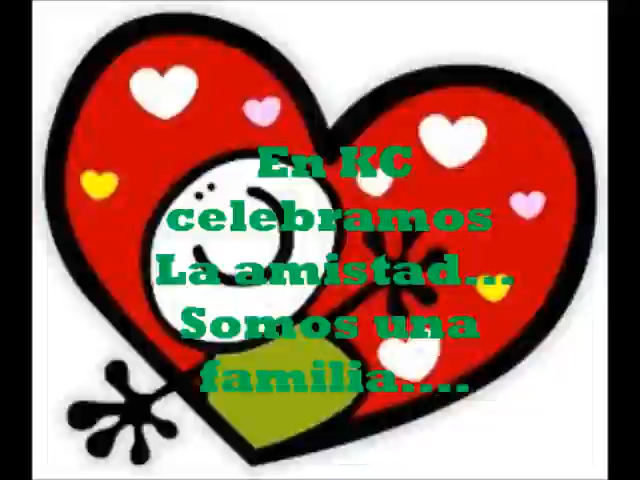 En KC
celebramos
La amistad...
Somos una
familia....